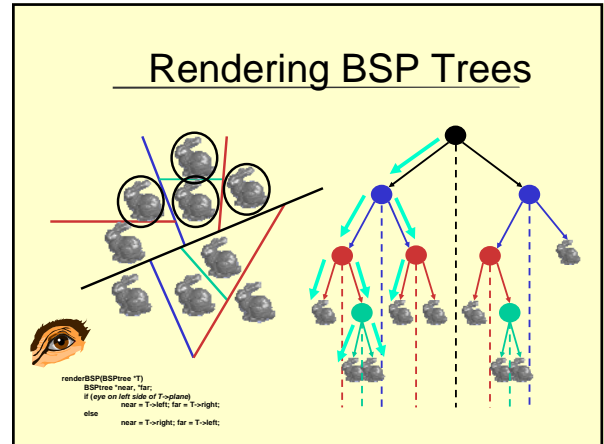 Rendering BSP Trees
renderBSP(BSPtree *T)
BSPtree *near, *far;
if (eye on left side of T->plane)
near = T->left; far = T->right;
else
near = T->right; far = T->left;